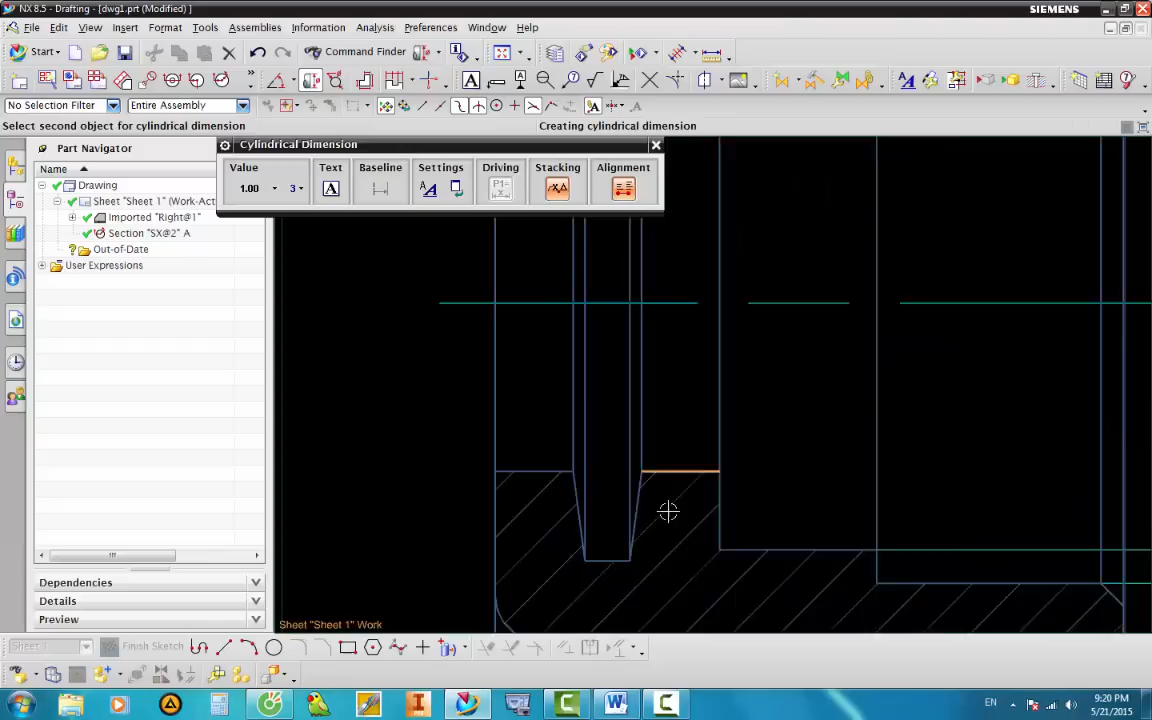 NX 8.5 - Drafting - [dwg1.prt (Modified) ]
SIEMENS
File Edit View Insert Format Tools Assemblies Information Analysis Preferences Window Help
Start Command Finder
No Selection Filter Entire Assembly
Select second object for cylindrical dimension
Creating cylindrical dimension
Part Navigator
Name
Drawing
Sheet "Sheet 1" (Work-Act
Imported "Right@1"
Section "SX@2" A
Out-of-Date
User Expressions
Dependencies
Details
Preview
Cylindrical Dimension
Value Text Baseline Settings Driving Stacking Alignment
1.00 3
Sheet "Sheet 1" Work
Sheet 1 Finish Sketch
EN
9:20 PM
5/21/2015